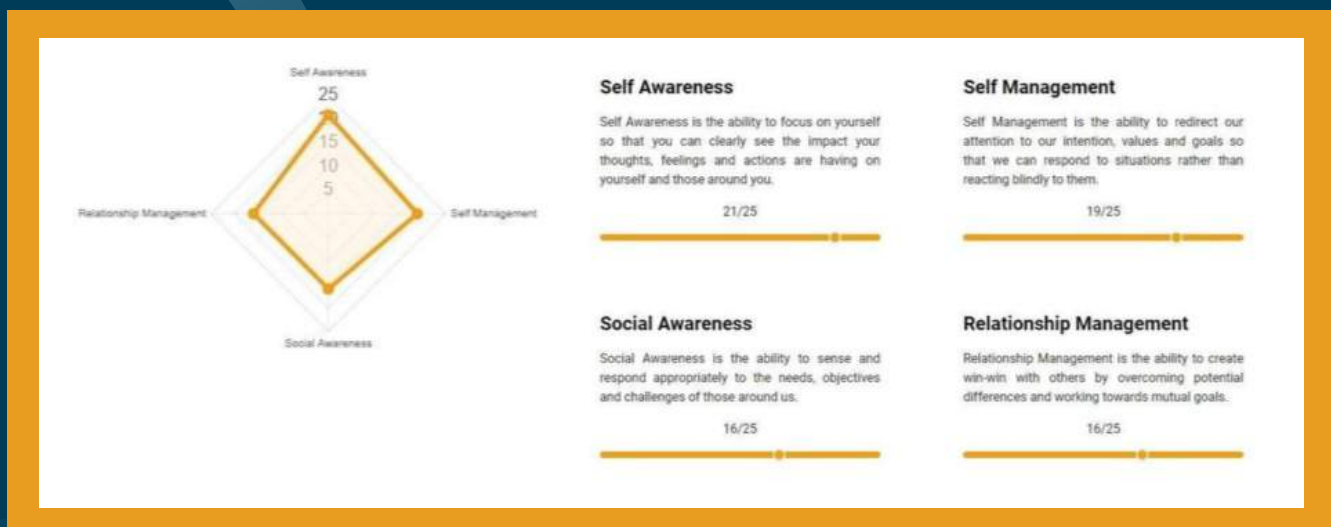 Self Awareness
25
20
15
10
5
Relationship Management
Self Management
Social Awareness
Self Awareness
Self Awareness is the ability to focus on yourself
so that you can clearly see the impact your
thoughts, feelings and actions are having on
yourself and those around you.
21/25
Self Management
Self Management is the ability to redirect our
attention to our intention, values and goals so
that we can respond to situations rather than
reacting blindly to them.
19/25
Social Awareness
Social Awareness is the ability to sense and
respond appropriately to the needs, objectives
and challenges of those around us.
16/25
Relationship Management
Relationship Management is the ability to create
win-win with others by overcoming potential
differences and working towards mutual goals.
16/25